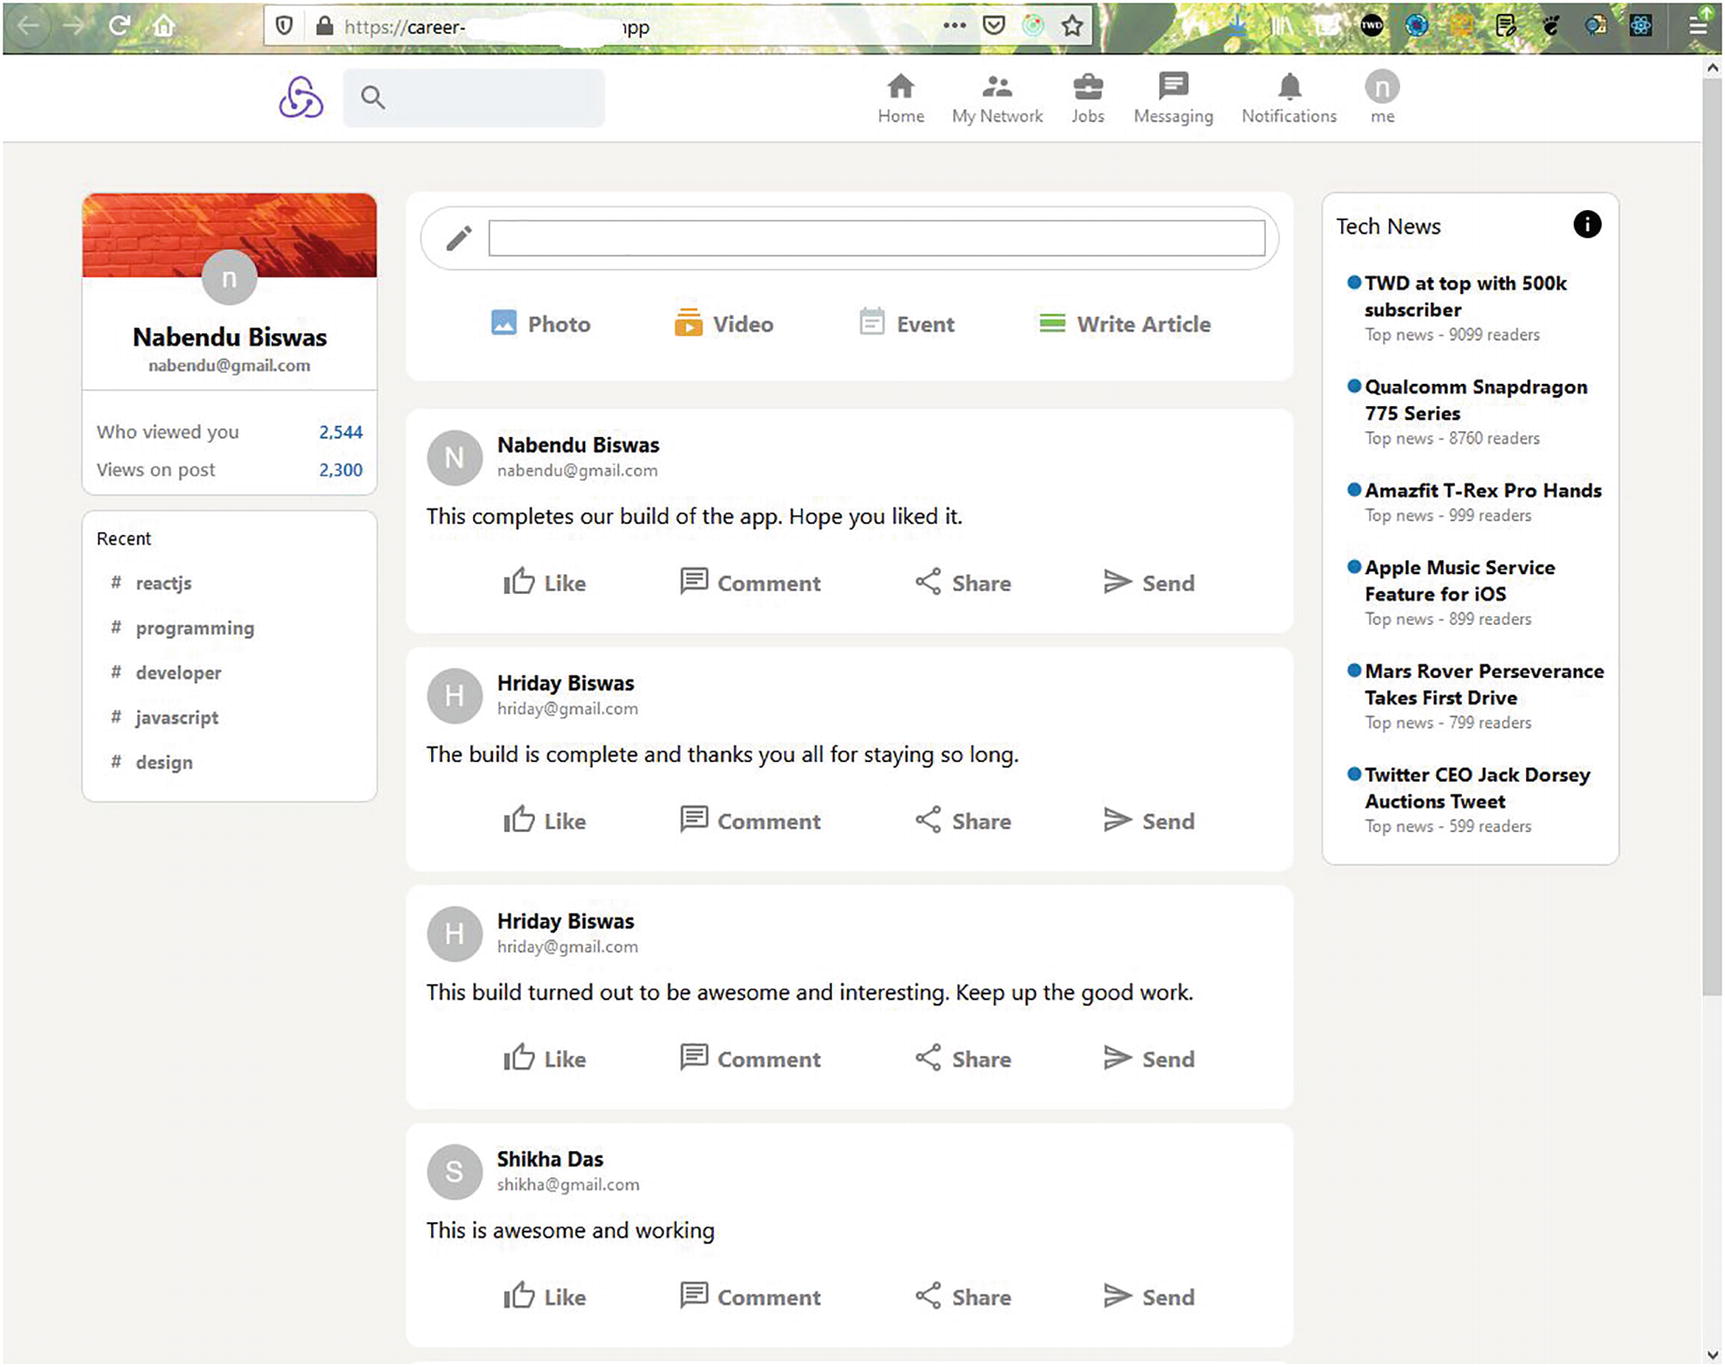 https://career- npp
TWD
Home My Network Jobs Messaging Notifications me
n
n
Nabendu Biswas
nabendu@gmail.com
Who viewed you 2,544
Views on post 2,300
Recent
# reactjs
# programming
# developer
# javascript
# design
Photo Video Event Write Article
N
Nabendu Biswas
nabendu@gmail.com
This completes our build of the app. Hope you liked it.
Like Comment Share Send
H
Hriday Biswas
hriday@gmail.com
The build is complete and thanks you all for staying so long.
Like Comment Share Send
H
Hriday Biswas
hriday@gmail.com
This build turned out to be awesome and interesting. Keep up the good work.
Like Comment Share Send
S
Shikha Das
shikha@gmail.com
This is awesome and working
Like Comment Share Send
Tech News
TWD at top with 500k
subscriber
Top news - 9099 readers
Qualcomm Snapdragon
775 Series
Top news - 8760 readers
Amazfit T-Rex Pro Hands
Top news - 999 readers
Apple Music Service
Feature for iOS
Top news - 899 readers
Mars Rover Perseverance
Takes First Drive
Top news - 799 readers
Twitter CEO Jack Dorsey
Auctions Tweet
Top news - 599 readers